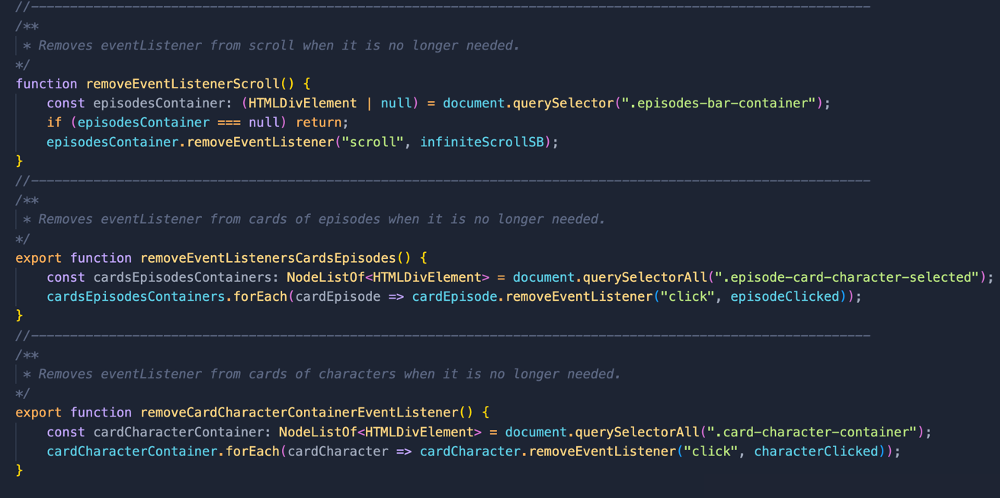 //------------------------------------------------------------------------------------------------------------
/**
 * Removes eventListener from scroll when it is no longer needed.
*/
function removeEventListenerScroll() {
    const episodesContainer: (HTMLDivElement | null) = document.querySelector(".episodes-bar-container");
    if (episodesContainer === null) return;
    episodesContainer.removeEventListener("scroll", infiniteScrollSB);
}
//------------------------------------------------------------------------------------------------------------
/**
 * Removes eventListener from cards of episodes when it is no longer needed.
*/
export function removeEventListenersCardsEpisodes() {
    const cardsEpisodesContainers: NodeListOf<HTMLDivElement> = document.querySelectorAll(".episode-card-character-selected");
    cardsEpisodesContainers.forEach(cardEpisode => cardEpisode.removeEventListener("click", episodeClicked));
}
//------------------------------------------------------------------------------------------------------------
/**
 * Removes eventListener from cards of characters when it is no longer needed.
*/
export function removeCardCharacterContainerEventListener() {
    const cardCharacterContainer: NodeListOf<HTMLDivElement> = document.querySelectorAll(".card-character-container");
    cardCharacterContainer.forEach(cardCharacter => cardCharacter.removeEventListener("click", characterClicked));
}